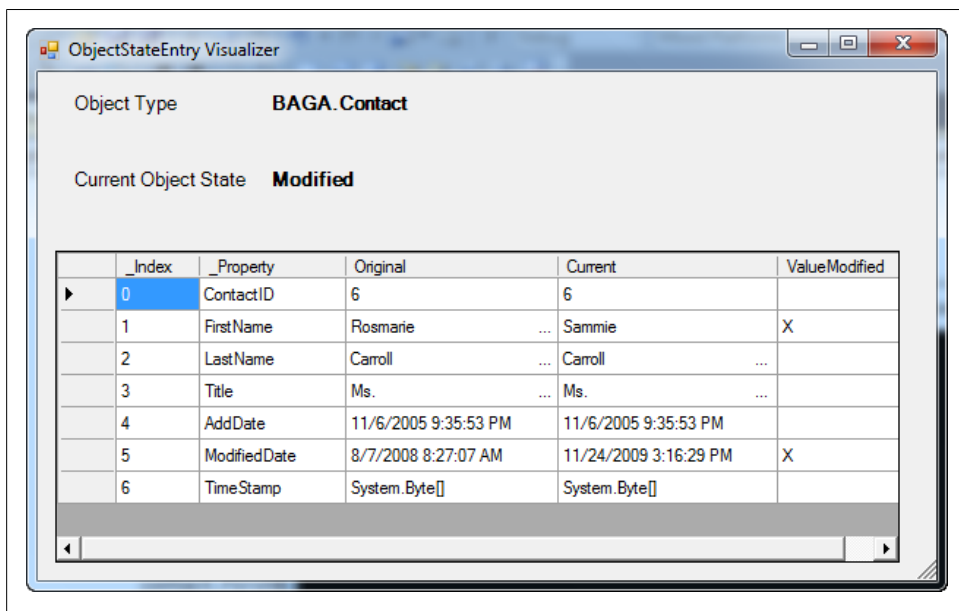 ObjectStateEntry Visualizer
Object Type BAGA.Contact
Current Object State Modified
_Index _Property Original Current ValueModified
0 ContactID 6 6
1 FirstName Rosmarie ... Sammie X
2 LastName Carroll ... Carroll ...
3 Title Ms. ... Ms. ...
4 AddDate 11/6/2005 9:35:53 PM 11/6/2005 9:35:53 PM
5 ModifiedDate 8/7/2008 8:27:07 AM 11/24/2009 3:16:29 PM X
6 TimeStamp System.Byte[] System.Byte[]